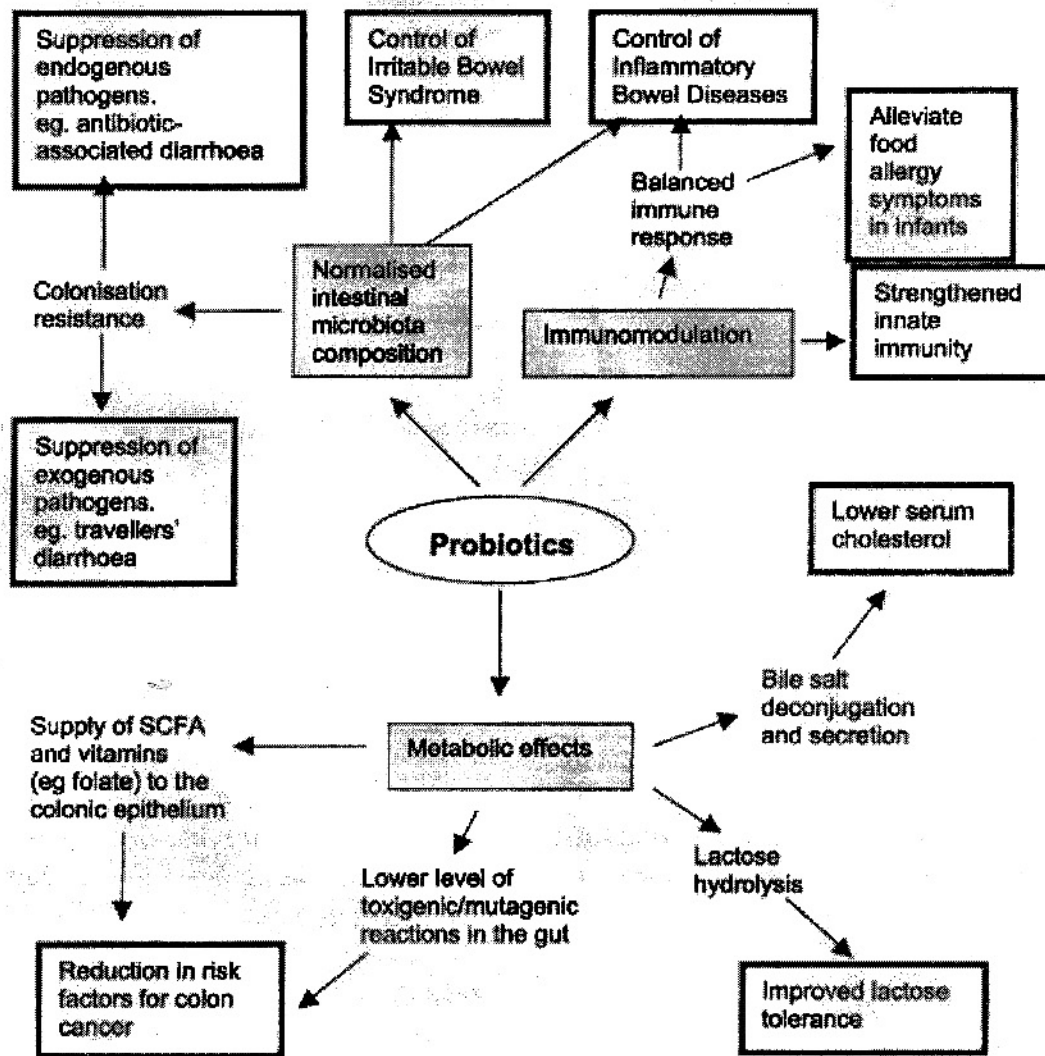 Suppression of
endogenous
pathogens.
eg. antibiotic-
associated diarrhoea
Control of
Irritable Bowel
Syndrome
Control of
Inflammatory
Bowel Diseases
Alleviate
food
allergy
symptoms
in infants
Balanced
immune
response
Colonisation
resistance
Normalised
intestinal
microbiota
composition
Immunomodulation
Strengthened
innate
immunity
Suppression of
exogenous
pathogens.
eg. travellers'
diarrhoea
Probiotics
Lower serum
cholesterol
Bile salt
deconjugation
and secretion
Supply of SCFA
and vitamins
(eg folate) to the
colonic epithelium
Metabolic effects
Lower level of
toxigenic/mutagenic
reactions in the gut
Lactose
hydrolysis
Reduction in risk
factors for colon
cancer
Improved lactose
tolerance